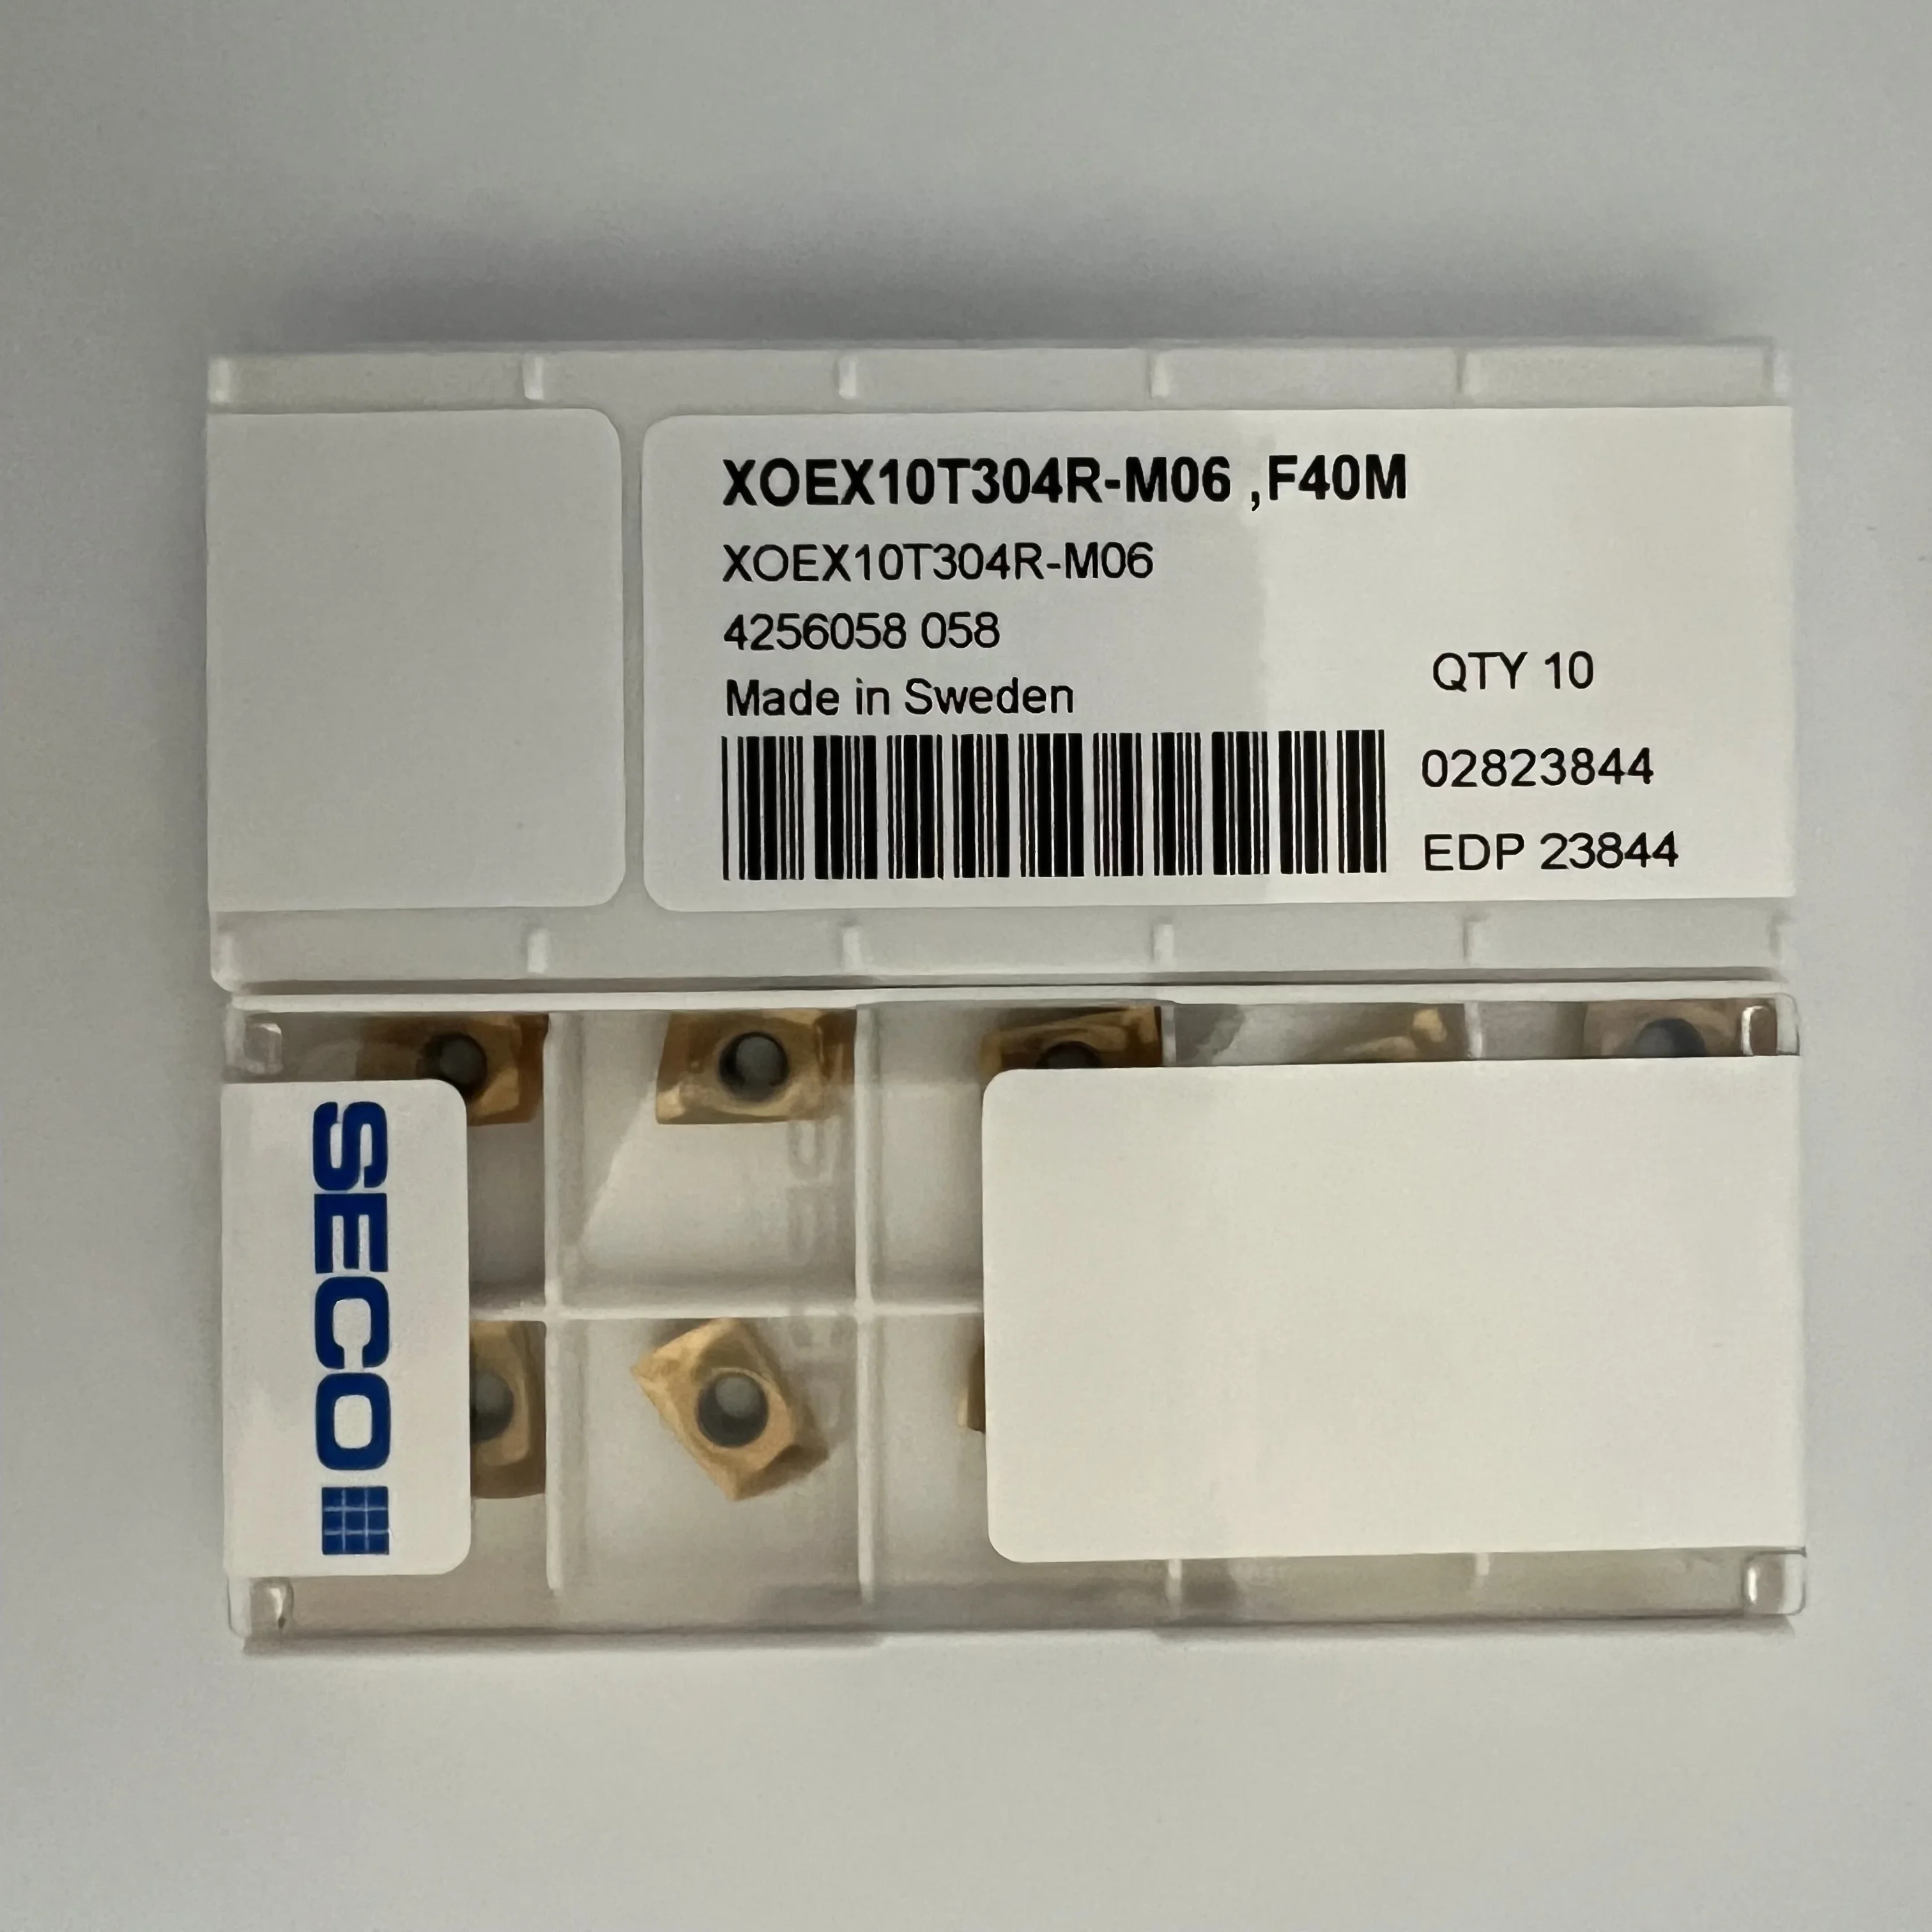 XOEX10T304R-M06 ,F40M
XOEX10T304R-M06
4256058 058
Made in Sweden
QTY 10
02823844
EDP 23844
SECO